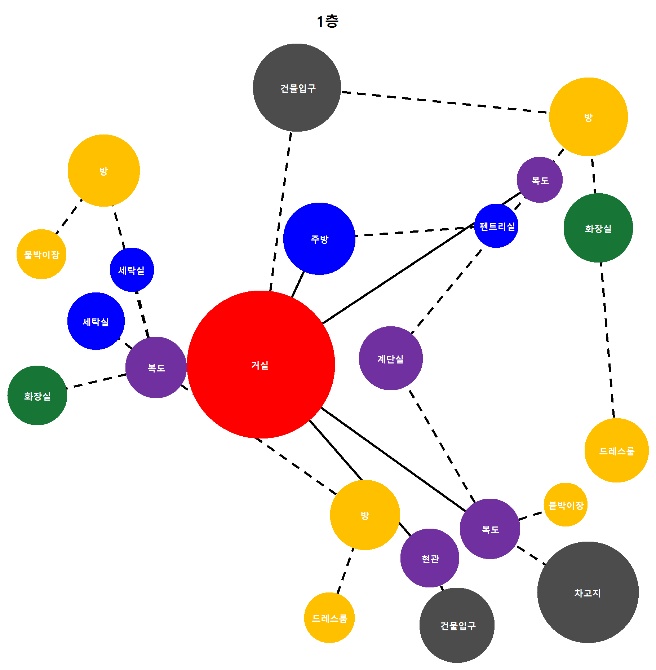 1층
건물입구
방
방
복도
펜트리실
화장실
주방
붙박이장
세탁실
세탁실
계단실
거실
복도
화장실
드레스룸
붙박이장
방
복도
현관
차고지
드레스룸
건물입구